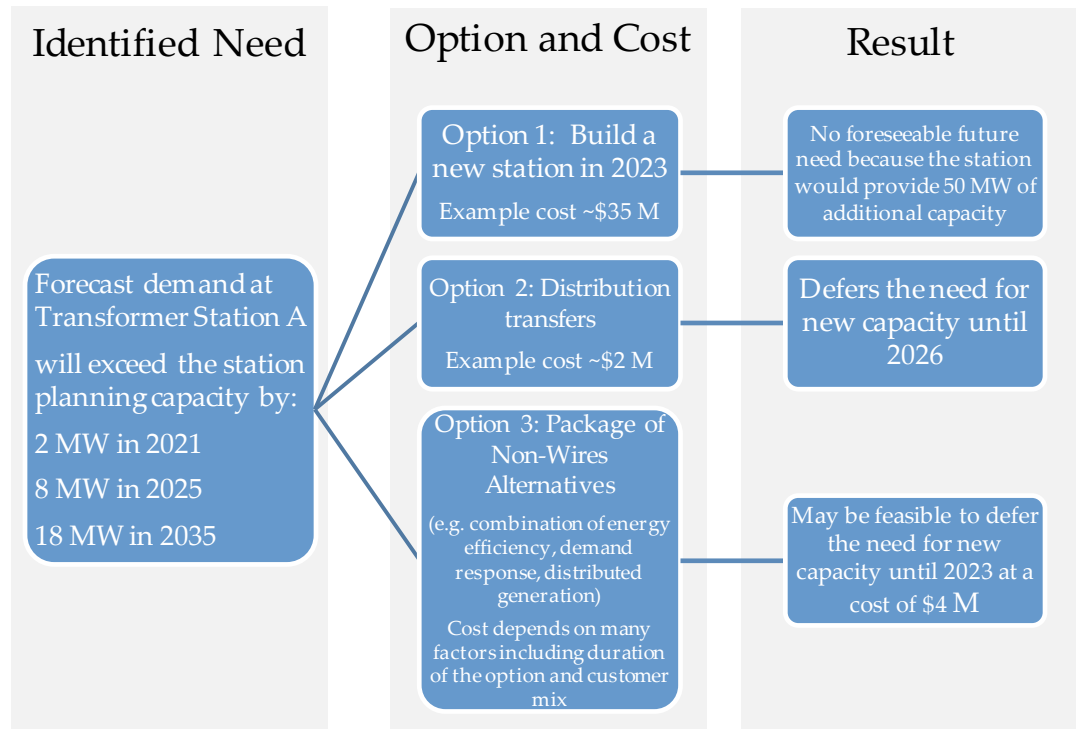 Identified Need
Forecast demand at
Transformer Station A
will exceed the station
planning capacity by:
2 MW in 2021
8 MW in 2025
18 MW in 2035
Option and Cost
Option 1: Build a
new station in 2023
Example cost ~$35 M
Option 2: Distribution
transfers
Example cost ~$2 M
Option 3: Package of
Non-Wires
Alternatives
(e.g. combination of energy
efficiency, demand
response, distributed
generation)
Cost depends on many
factors including duration
of the option and customer
mix
Result
No foreseeable future
need because the station
would provide 50 MW of
additional capacity
Defers the need for
new capacity until
2026
May be feasible to defer
the need for new
capacity until 2023 at a
cost of $4 M